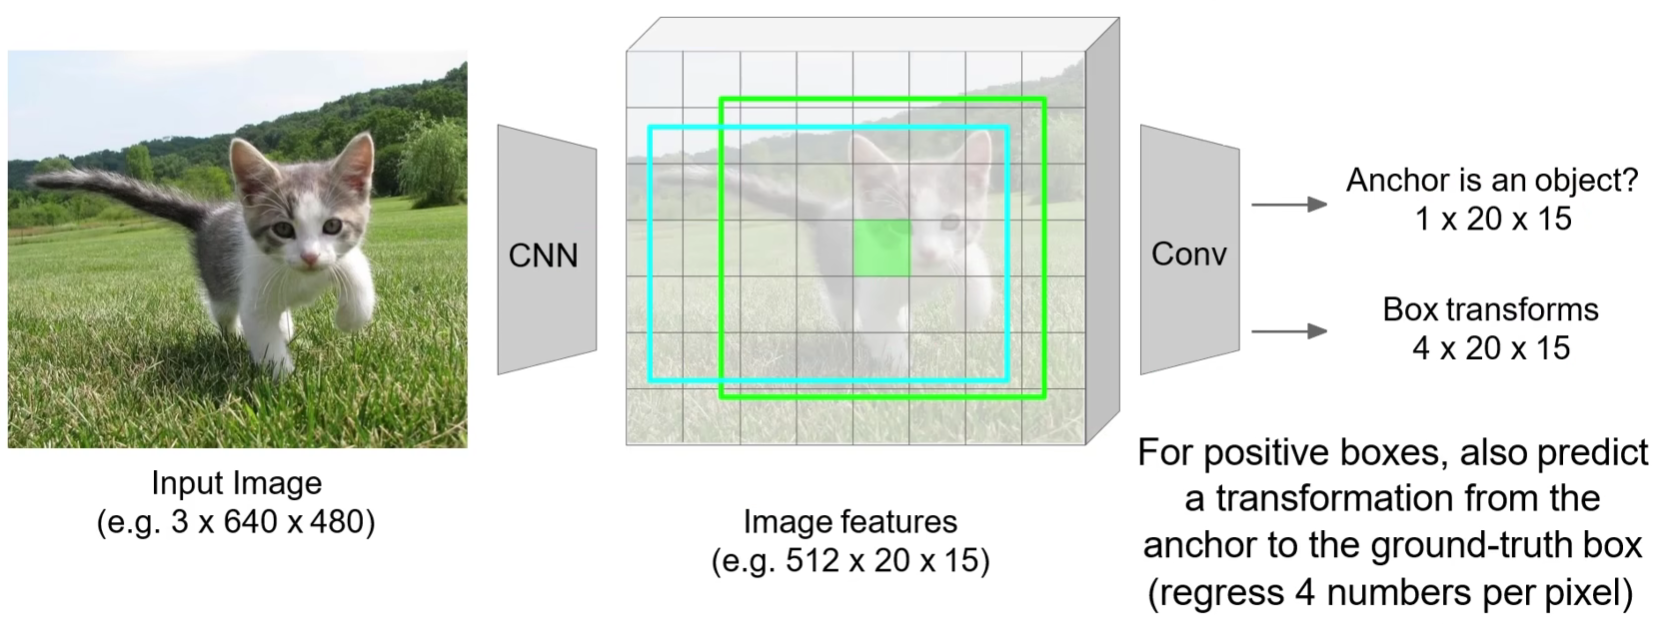 CNN
Conv
Anchor is an object?
1 x 20 x 15
Box transforms
4 x 20 x 15
Input Image
(e.g. 3 x 640 x 480)
Image features
(e.g. 512 x 20 x 15)
For positive boxes, also predict
a transformation from the
anchor to the ground-truth box
(regress 4 numbers per pixel)